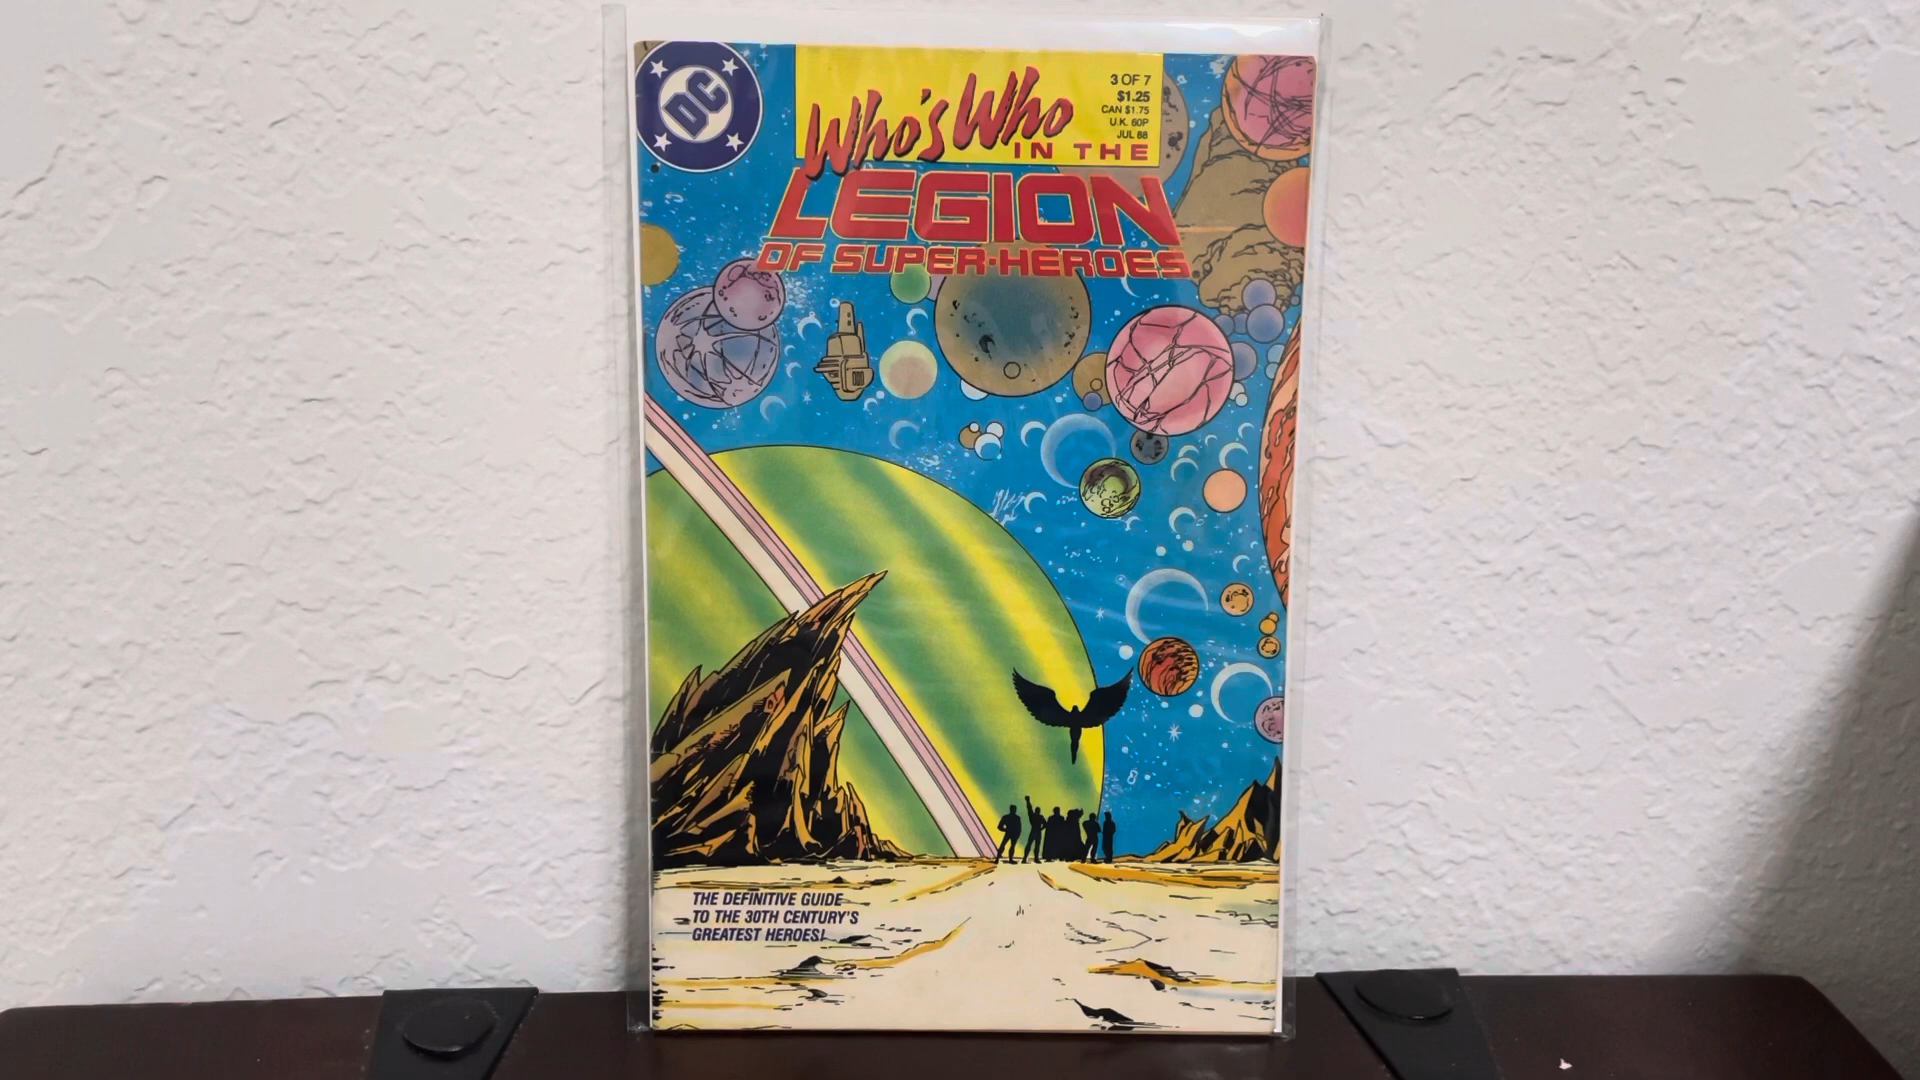 DC
Who's Who
IN THE
3 OF 7
$1.25
CAN $1.75
U.K. 60P
JUL 88
LEGION
OF SUPER-HEROES
THE DEFINITIVE GUIDE
TO THE 30TH CENTURY'S
GREATEST HEROES!